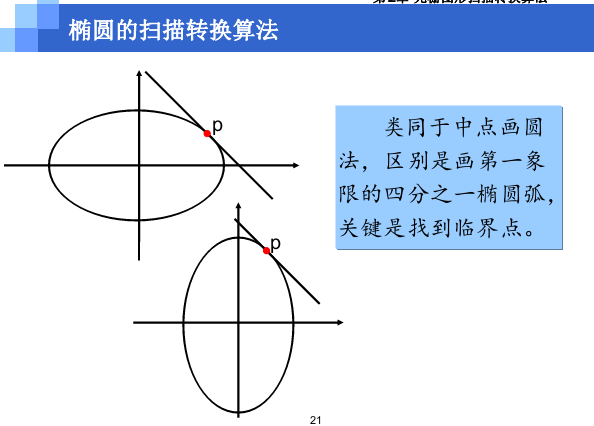 椭圆的扫描转换算法
p
类同于中点画圆
法，区别是画第一象
限的四分之一椭圆弧，
关键是找到临界点。
p
21